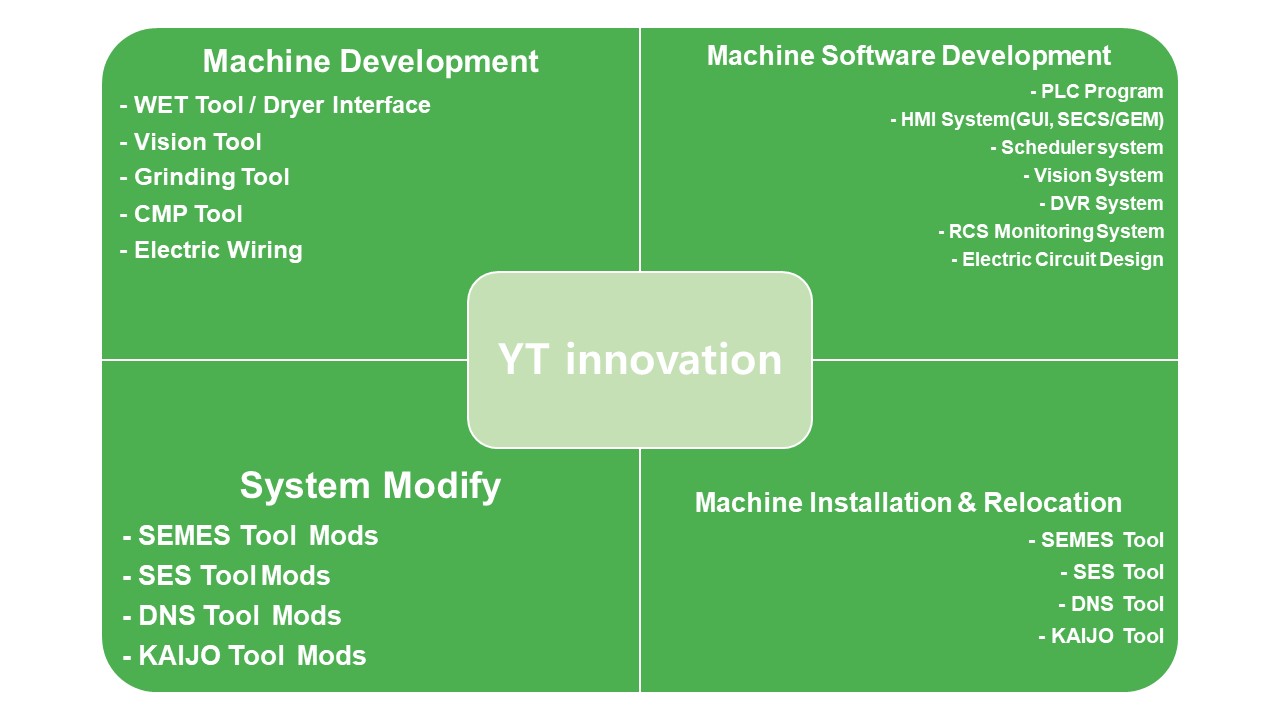 Machine Development
- WET Tool / Dryer Interface
- Vision Tool
- Grinding Tool
- CMP Tool
- Electric Wiring
Machine Software Development
- PLC Program
- HMI System(GUI, SECS/GEM)
- Scheduler system
- Vision System
- DVR System
- RCS Monitoring System
- Electric Circuit Design
YT innovation
System Modify
- SEMES Tool Mods
- SES Tool Mods
- DNS Tool Mods
- KAIJO Tool Mods
Machine Installation & Relocation
- SEMES Tool
- SES Tool
- DNS Tool
- KAIJO Tool